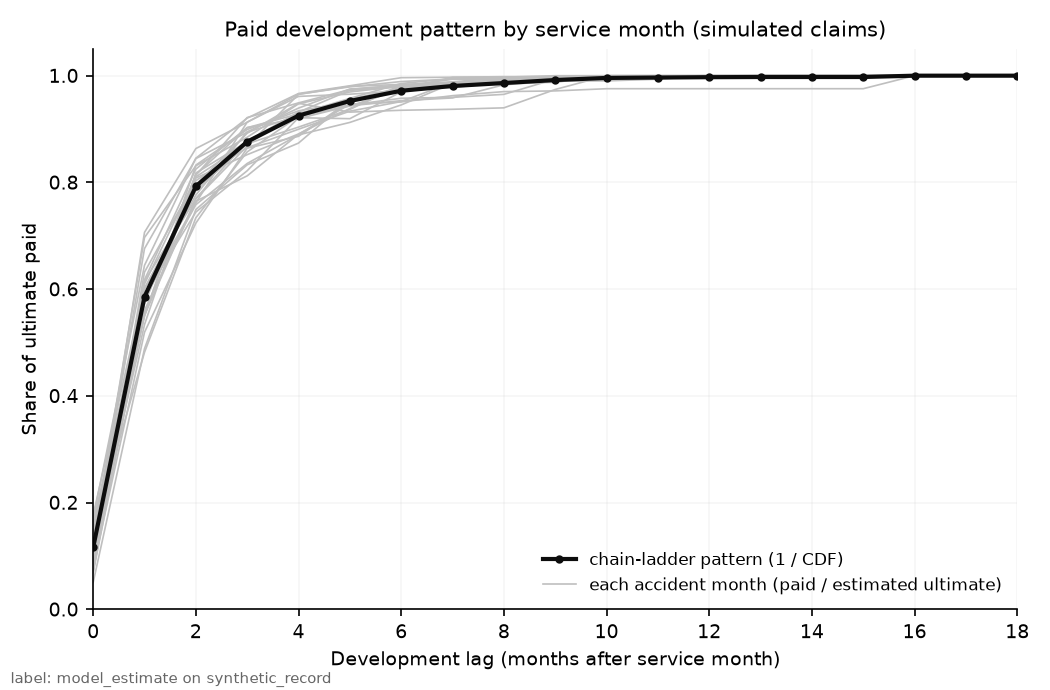 Paid development pattern by service month (simulated claims)
Share of ultimate paid
1.0
0.8
0.6
0.4
0.2
0.0
chain-ladder pattern (1 / CDF)
each accident month (paid / estimated ultimate)
0 2 4 6 8 10 12 14 16 18
Development lag (months after service month)
label: model_estimate on synthetic_record